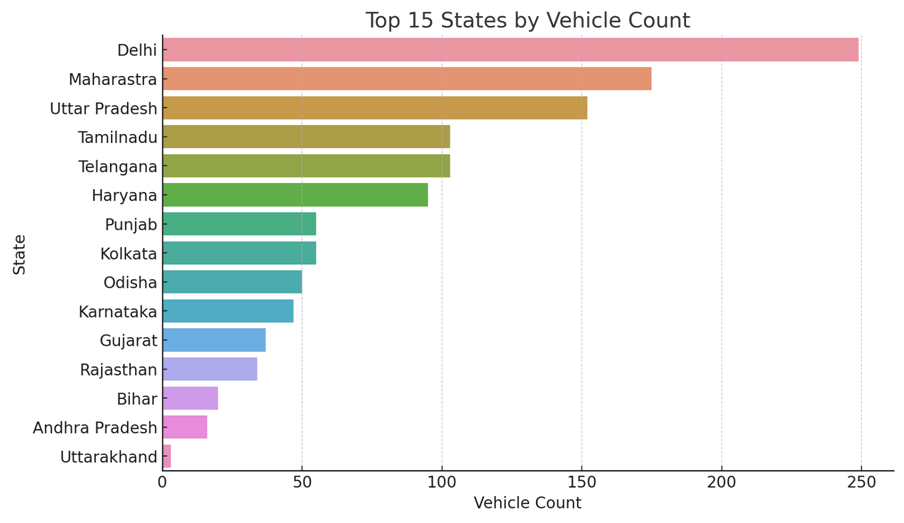 Top 15 States by Vehicle Count
Delhi
Maharastra
Uttar Pradesh
Tamilnadu
Telangana
Haryana
Punjab
Kolkata
Odisha
Karnataka
Gujarat
Rajasthan
Bihar
Andhra Pradesh
Uttarakhand
State
0 50 100 150 200 250
Vehicle Count